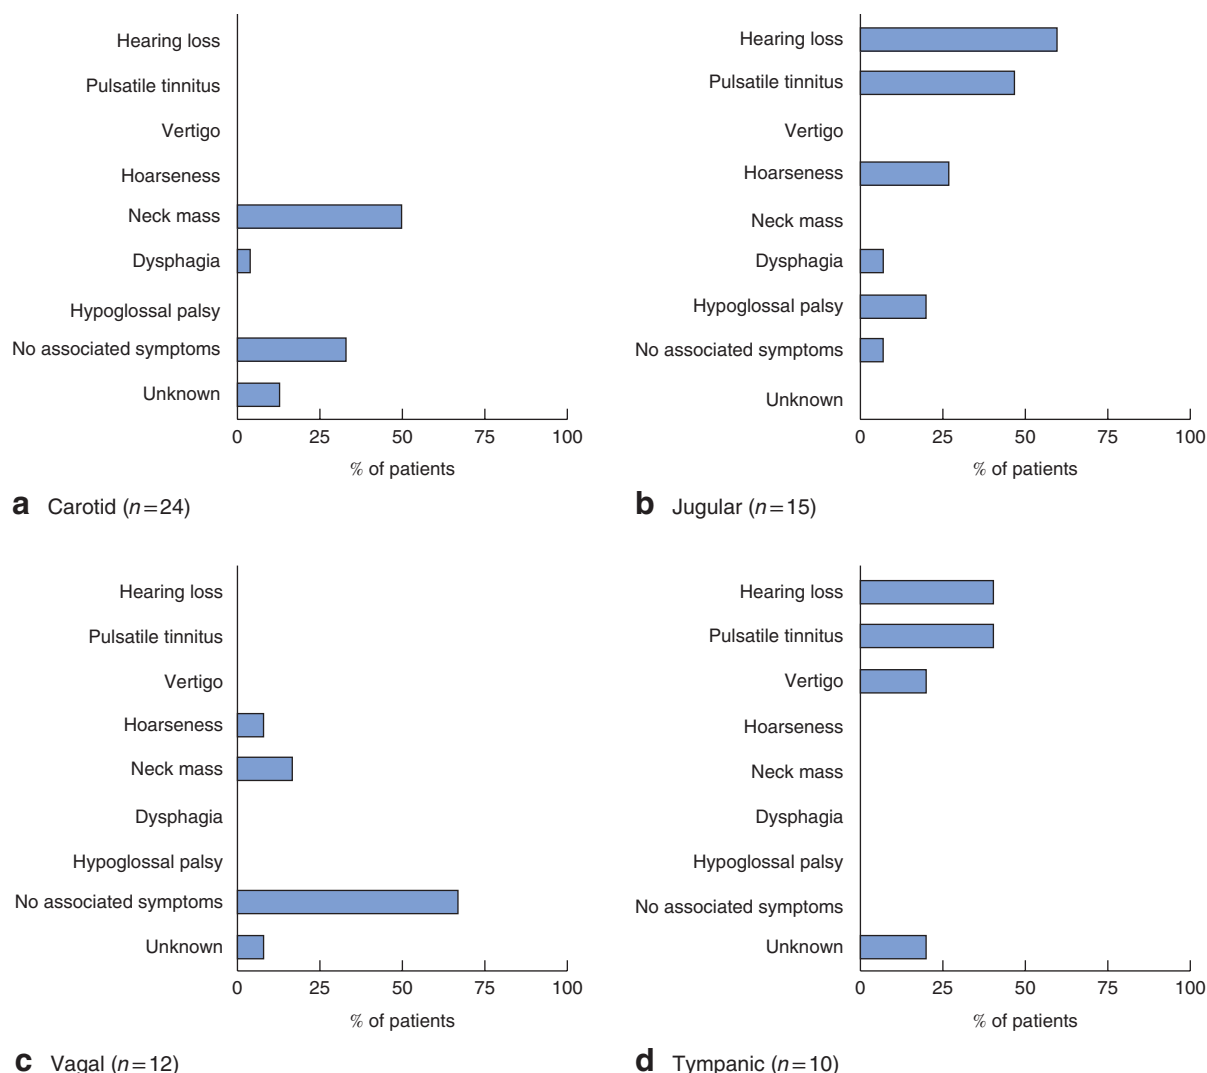 Hearing loss
Pulsatile tinnitus
Vertigo
Hoarseness
Neck mass
Dysphagia
Hypoglossal palsy
No associated symptoms
Unknown
0 25 50 75 100
% of patients
a Carotid (n=24)
Hearing loss
Pulsatile tinnitus
Vertigo
Hoarseness
Neck mass
Dysphagia
Hypoglossal palsy
No associated symptoms
Unknown
0 25 50 75 100
% of patients
b Jugular (n=15)
Hearing loss
Pulsatile tinnitus
Vertigo
Hoarseness
Neck mass
Dysphagia
Hypoglossal palsy
No associated symptoms
Unknown
0 25 50 75 100
% of patients
c Vagal (n=12)
Hearing loss
Pulsatile tinnitus
Vertigo
Hoarseness
Neck mass
Dysphagia
Hypoglossal palsy
No associated symptoms
Unknown
0 25 50 75 100
% of patients
d Tympanic (n=10)